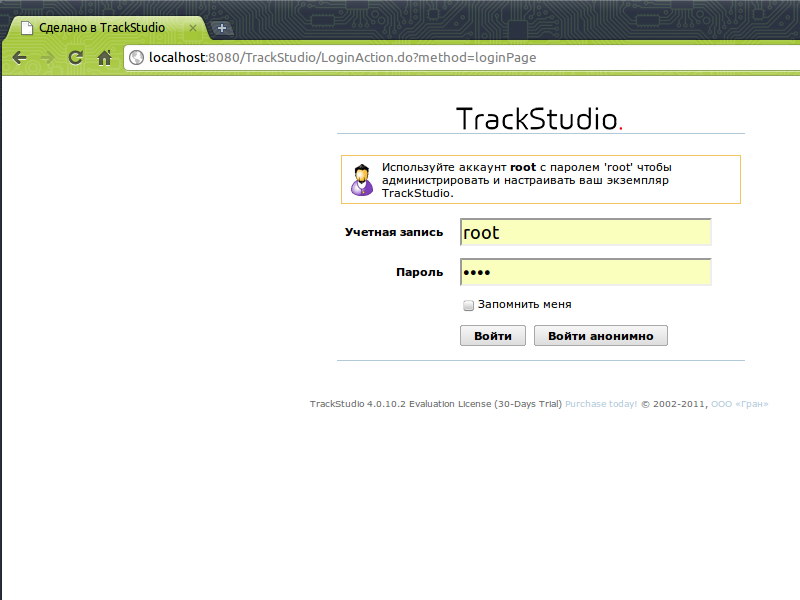 Сделано в TrackStudio
localhost:8080/TrackStudio/LoginAction.do?method=loginPage
TrackStudio.
Используйте аккаунт root с паролем 'root' чтобы
администрировать и настраивать ваш экземпляр
TrackStudio.
Учетная запись root
Пароль ••••
Запомнить меня
Войти Войти анонимно
TrackStudio 4.0.10.2 Evaluation License (30-Days Trial) Purchase today! © 2002-2011, ООО «Гран»